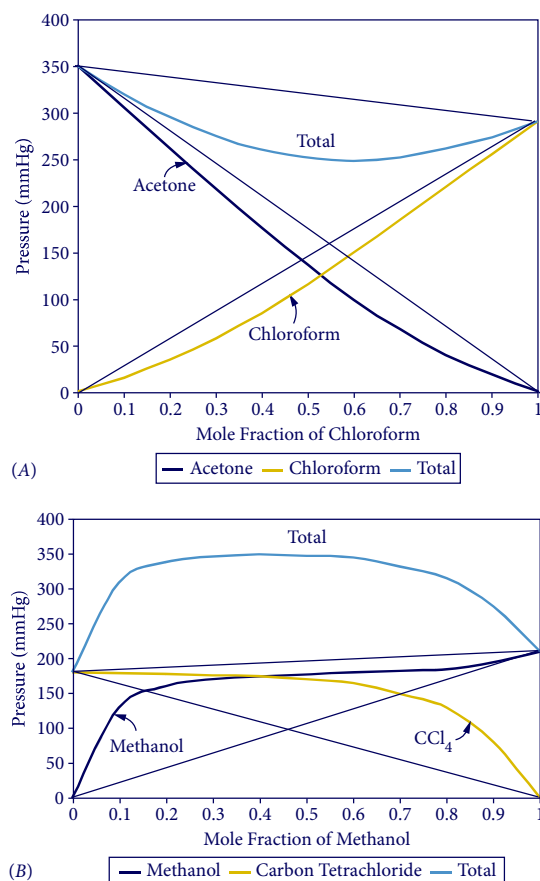 400
350
300
250
200
150
100
50
0
Pressure (mmHg)
Total
Acetone
Chloroform
0 0.1 0.2 0.3 0.4 0.5 0.6 0.7 0.8 0.9 1
Mole Fraction of Chloroform
(A)
Acetone Chloroform Total
400
350
300
250
200
150
100
50
0
Pressure (mmHg)
Total
Methanol
CCl4
0 0.1 0.2 0.3 0.4 0.5 0.6 0.7 0.8 0.9 1
Mole Fraction of Methanol
(B)
Methanol Carbon Tetrachloride Total